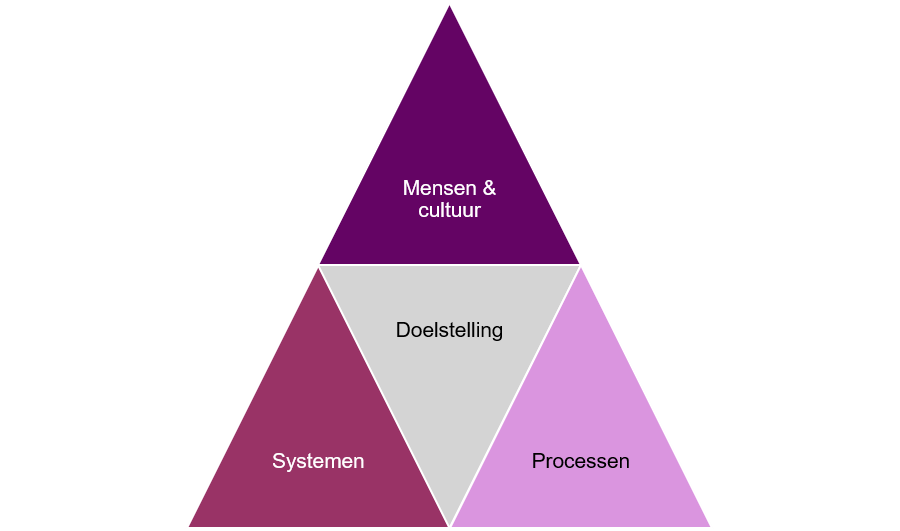 Mensen &
cultuur
Doelstelling
Systemen
Processen